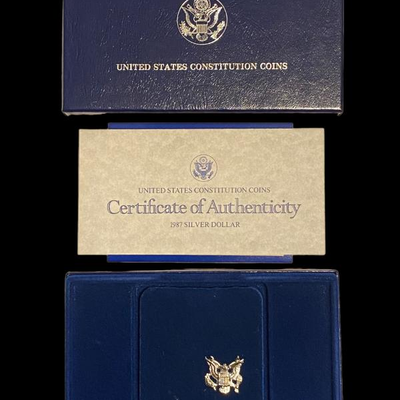 UNITED STATES CONSTITUTION COINS
UNITED STATES CONSTITUTION COINS
Certificate of Authenticity
1987 SILVER DOLLAR